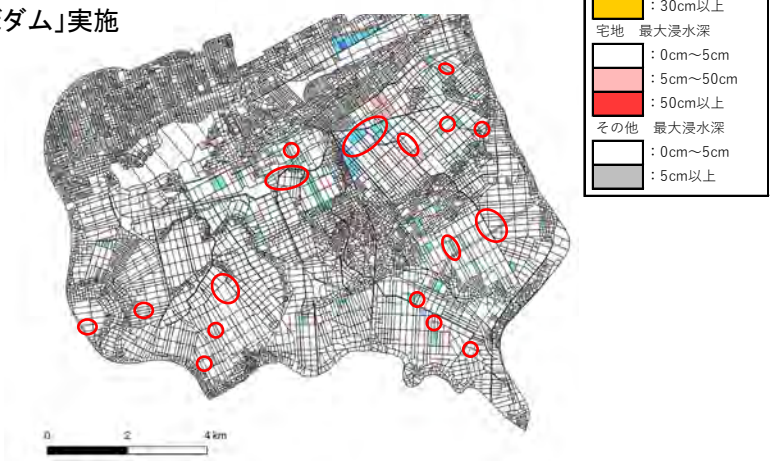 ダム」実施
：30cm以上
宅地　最大浸水深
：0cm～5cm
：5cm～50cm
：50cm以上
その他　最大浸水深
：0cm～5cm
：5cm以上
0 2 4km